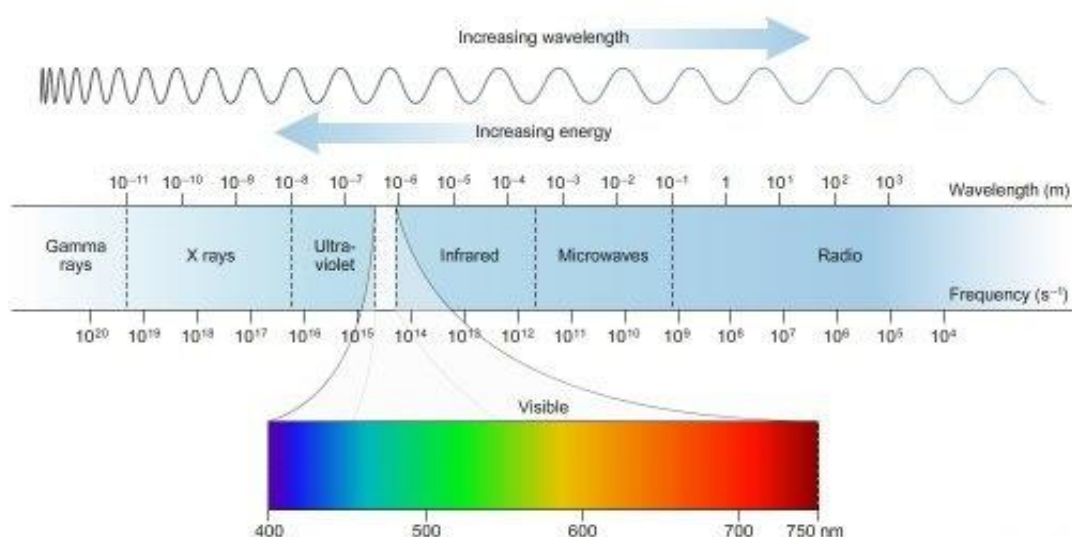 Increasing wavelength
Increasing energy
10⁻¹¹ 10⁻¹⁰ 10⁻⁹ 10⁻⁸ 10⁻⁷ 10⁻⁶ 10⁻⁵ 10⁻⁴ 10⁻³ 10⁻² 10⁻¹ 1 10¹ 10² 10³ Wavelength (m)
Gamma rays
X rays
Ultra-
violet
Infrared
Microwaves
Radio
Frequency (s⁻¹)
10²⁰ 10¹⁹ 10¹⁸ 10¹⁷ 10¹⁶ 10¹⁵ 10¹⁴ 10¹³ 10¹² 10¹¹ 10¹⁰ 10⁹ 10⁸ 10⁷ 10⁶ 10⁵ 10⁴
Visible
400 500 600 700 750 nm